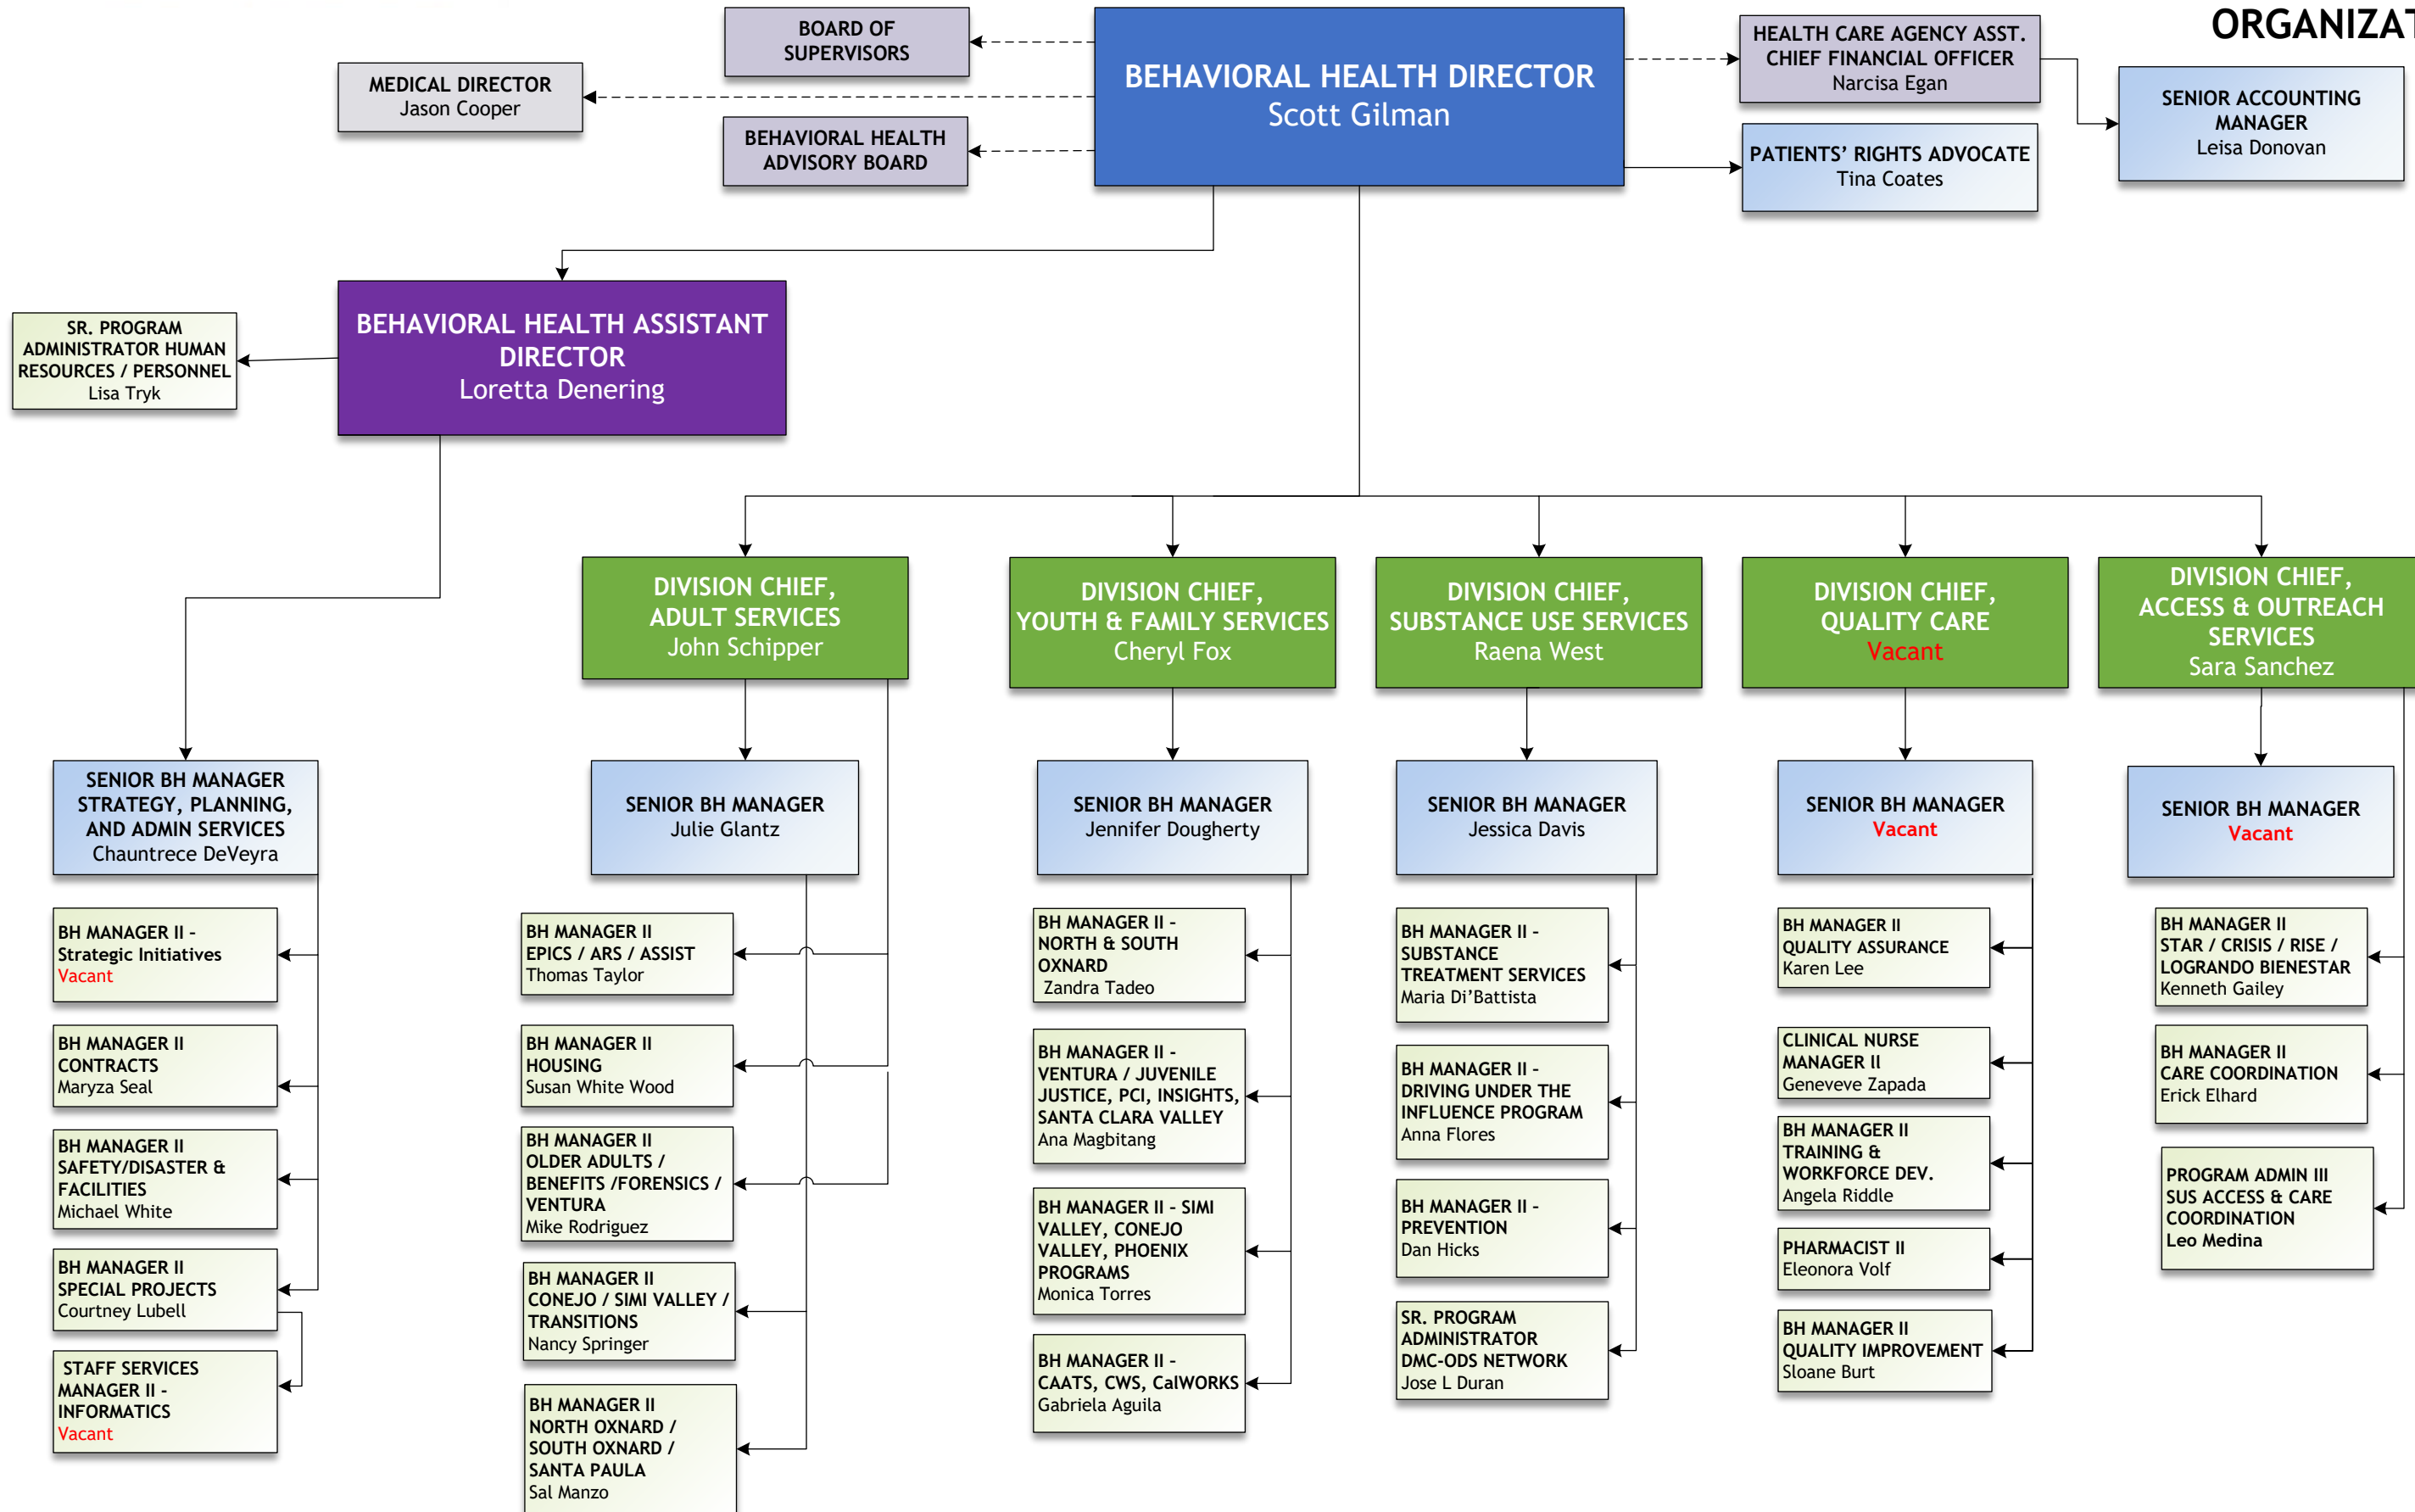 ORGANIZAT
BOARD OF
SUPERVISORS
MEDICAL DIRECTOR
Jason Cooper
BEHAVIORAL HEALTH
ADVISORY BOARD
BEHAVIORAL HEALTH DIRECTOR
Scott Gilman
HEALTH CARE AGENCY ASST.
CHIEF FINANCIAL OFFICER
Narcisa Egan
SENIOR ACCOUNTING
MANAGER
Leisa Donovan
PATIENTS’ RIGHTS ADVOCATE
Tina Coates
SR. PROGRAM
ADMINISTRATOR HUMAN
RESOURCES / PERSONNEL
Lisa Tryk
BEHAVIORAL HEALTH ASSISTANT
DIRECTOR
Loretta Denering
DIVISION CHIEF,
ADULT SERVICES
John Schipper
DIVISION CHIEF,
YOUTH & FAMILY SERVICES
Cheryl Fox
DIVISION CHIEF,
SUBSTANCE USE SERVICES
Raena West
DIVISION CHIEF,
QUALITY CARE
Vacant
DIVISION CHIEF,
ACCESS & OUTREACH
SERVICES
Sara Sanchez
SENIOR BH MANAGER
STRATEGY, PLANNING,
AND ADMIN SERVICES
Chauntrece DeVeyra
BH MANAGER II -
Strategic Initiatives
Vacant
BH MANAGER II
CONTRACTS
Maryza Seal
BH MANAGER II
SAFETY/DISASTER &
FACILITIES
Michael White
BH MANAGER II
SPECIAL PROJECTS
Courtney Lubell
STAFF SERVICES
MANAGER II -
INFORMATICS
Vacant
SENIOR BH MANAGER
Julie Glantz
BH MANAGER II
EPICS / ARS / ASSIST
Thomas Taylor
BH MANAGER II
HOUSING
Susan White Wood
BH MANAGER II
OLDER ADULTS /
BENEFITS /FORENSICS /
VENTURA
Mike Rodriguez
BH MANAGER II
CONEJO / SIMI VALLEY /
TRANSITIONS
Nancy Springer
BH MANAGER II
NORTH OXNARD /
SOUTH OXNARD /
SANTA PAULA
Sal Manzo
SENIOR BH MANAGER
Jennifer Dougherty
BH MANAGER II -
NORTH & SOUTH
OXNARD
Zandra Tadeo
BH MANAGER II -
VENTURA / JUVENILE
JUSTICE, PCI, INSIGHTS,
SANTA CLARA VALLEY
Ana Magbitang
BH MANAGER II - SIMI
VALLEY, CONEJO
VALLEY, PHOENIX
PROGRAMS
Monica Torres
BH MANAGER II -
CAATS, CWS, CalWORKS
Gabriela Aguila
SENIOR BH MANAGER
Jessica Davis
BH MANAGER II -
SUBSTANCE
TREATMENT SERVICES
Maria Di’Battista
BH MANAGER II -
DRIVING UNDER THE
INFLUENCE PROGRAM
Anna Flores
BH MANAGER II -
PREVENTION
Dan Hicks
SR. PROGRAM
ADMINISTRATOR
DMC-ODS NETWORK
Jose L Duran
SENIOR BH MANAGER
Vacant
BH MANAGER II
QUALITY ASSURANCE
Karen Lee
CLINICAL NURSE
MANAGER II
Geneveve Zapada
BH MANAGER II
TRAINING &
WORKFORCE DEV.
Angela Riddle
PHARMACIST II
Eleonora Volf
BH MANAGER II
QUALITY IMPROVEMENT
Sloane Burt
SENIOR BH MANAGER
Vacant
BH MANAGER II
STAR / CRISIS / RISE /
LOGRANDO BIENESTAR
Kenneth Gailey
BH MANAGER II
CARE COORDINATION
Erick Elhard
PROGRAM ADMIN III
SUS ACCESS & CARE
COORDINATION
Leo Medina